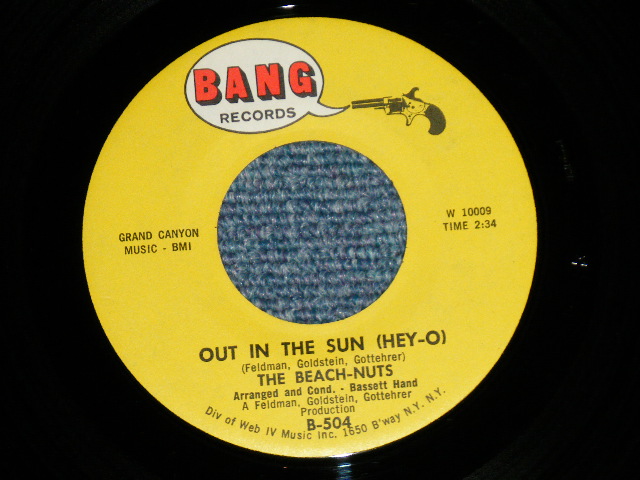 BANG
RECORDS
GRAND CANYON
MUSIC - BMI
W 10009
TIME 2:34
OUT IN THE SUN (HEY-O)
(Feldman, Goldstein, Gottehrer)
THE BEACH-NUTS
Arranged and Cond. - Bassett Hand
A Feldman, Goldstein, Gottehrer
Production
B-504
Div of Web IV Music Inc. 1650 B'way N.Y. N.Y.